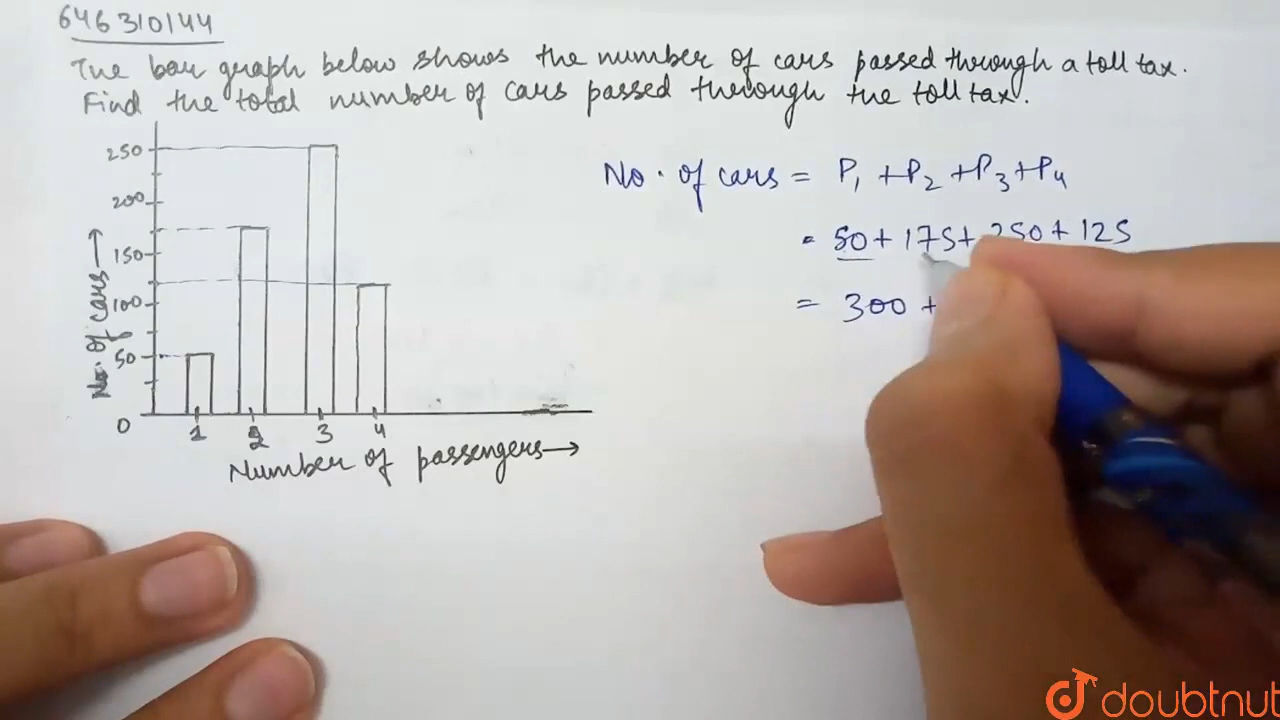 646310144
The bar graph below shows the number of cars passed through a toll tax.
Find the total number of cars passed through the toll tax.
250
200
150
100
50
0
No. of cars →
1 2 3 4
Number of passengers →
No. of cars = P1 + P2 + P3 + P4
= 50 + 175 + 250 + 125
= 300 +
doubtnut